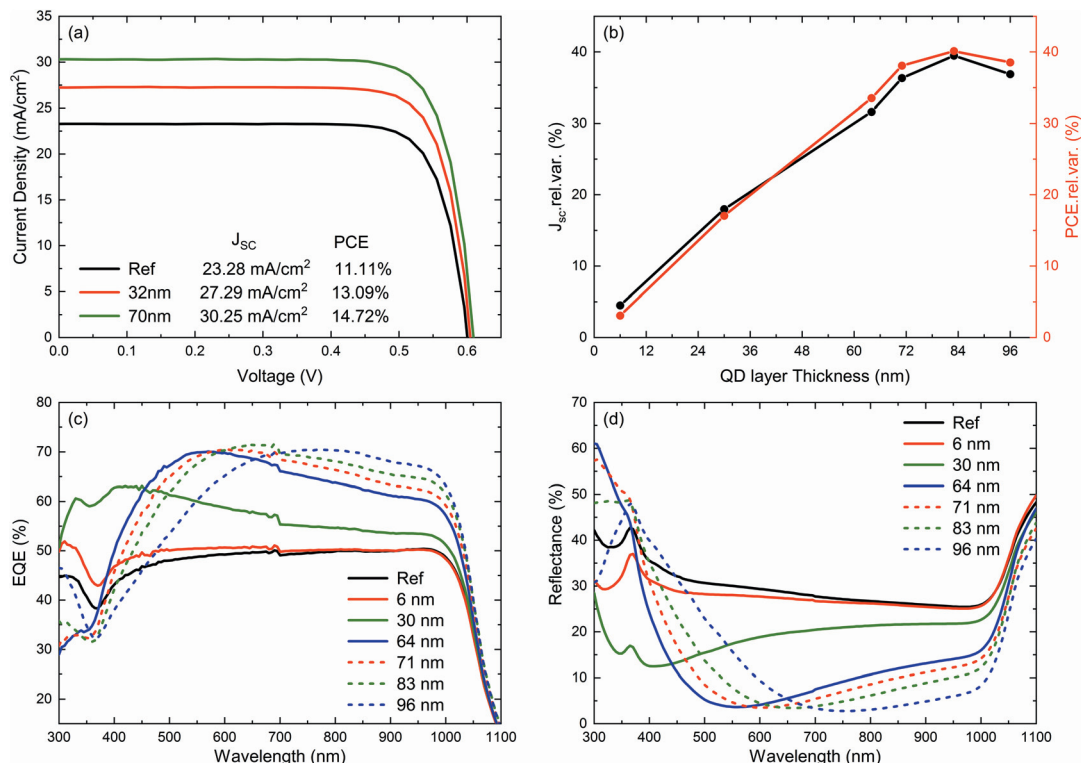 (a)
Current Density (mA/cm²)
35
30
25
20
15
10
5
0
J_SC PCE
Ref 23.28 mA/cm² 11.11%
32nm 27.29 mA/cm² 13.09%
70nm 30.25 mA/cm² 14.72%
0.0 0.1 0.2 0.3 0.4 0.5 0.6
Voltage (V)
(b)
J_sc.rel.var. (%)
40
30
20
10
0
40
30
20
10
0
PCE.rel.var. (%)
0 12 24 36 48 60 72 84 96
QD layer Thickness (nm)
(c)
EQE (%)
80
70
60
50
40
30
20
Ref
6 nm
30 nm
64 nm
71 nm
83 nm
96 nm
300 400 500 600 700 800 900 1000 1100
Wavelength (nm)
(d)
Reflectance (%)
70
60
50
40
30
20
10
0
Ref
6 nm
30 nm
64 nm
71 nm
83 nm
96 nm
300 400 500 600 700 800 900 1000 1100
Wavelength (nm)